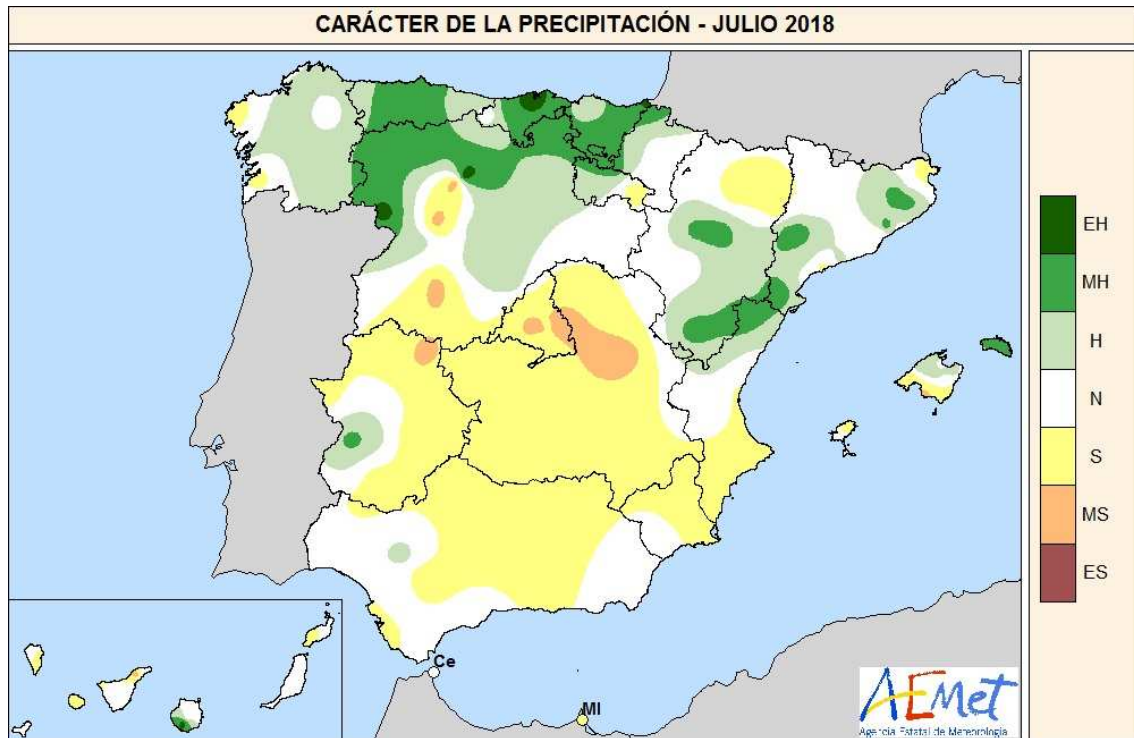 CARÁCTER DE LA PRECIPITACIÓN - JULIO 2018
EH
MH
H
N
S
MS
ES
Ce
Ml
AEMet
Agencia Estatal de Meteorología